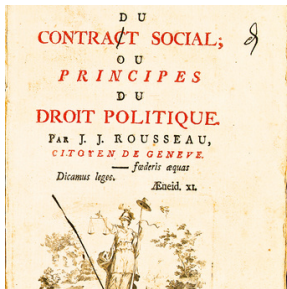 DU
CONTRACT SOCIAL;
OU
PRINCIPES
DU
DROIT POLITIQUE.
PAR J. J. ROUSSEAU,
CITOYEN DE GENEVE.
— fœderis æquas
Dicamus leges.
Æneid. XI.